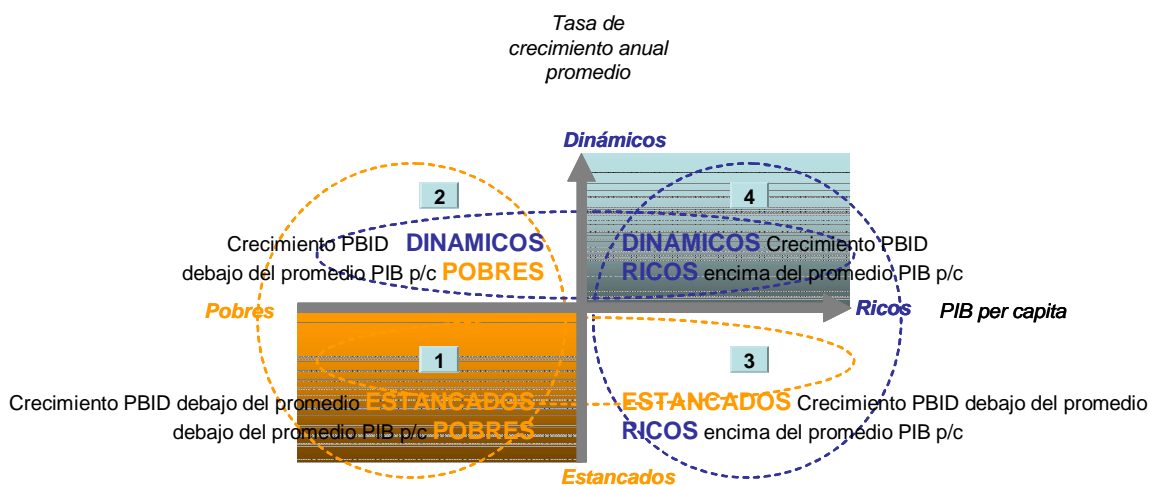 Tasa de
crecimiento anual
promedio
Dinámicos
2
4
Crecimiento PBID DINAMICOS
debajo del promedio PIB p/c POBRES
DINAMICOS Crecimiento PBID
RICOS encima del promedio PIB p/c
Pobres
Ricos
PIB per capita
1
3
Crecimiento PBID debajo del promedio ESTANCADOS
debajo del promedio PIB p/c POBRES
ESTANCADOS Crecimiento PBID debajo del promedio
RICOS encima del promedio PIB p/c
Estancados